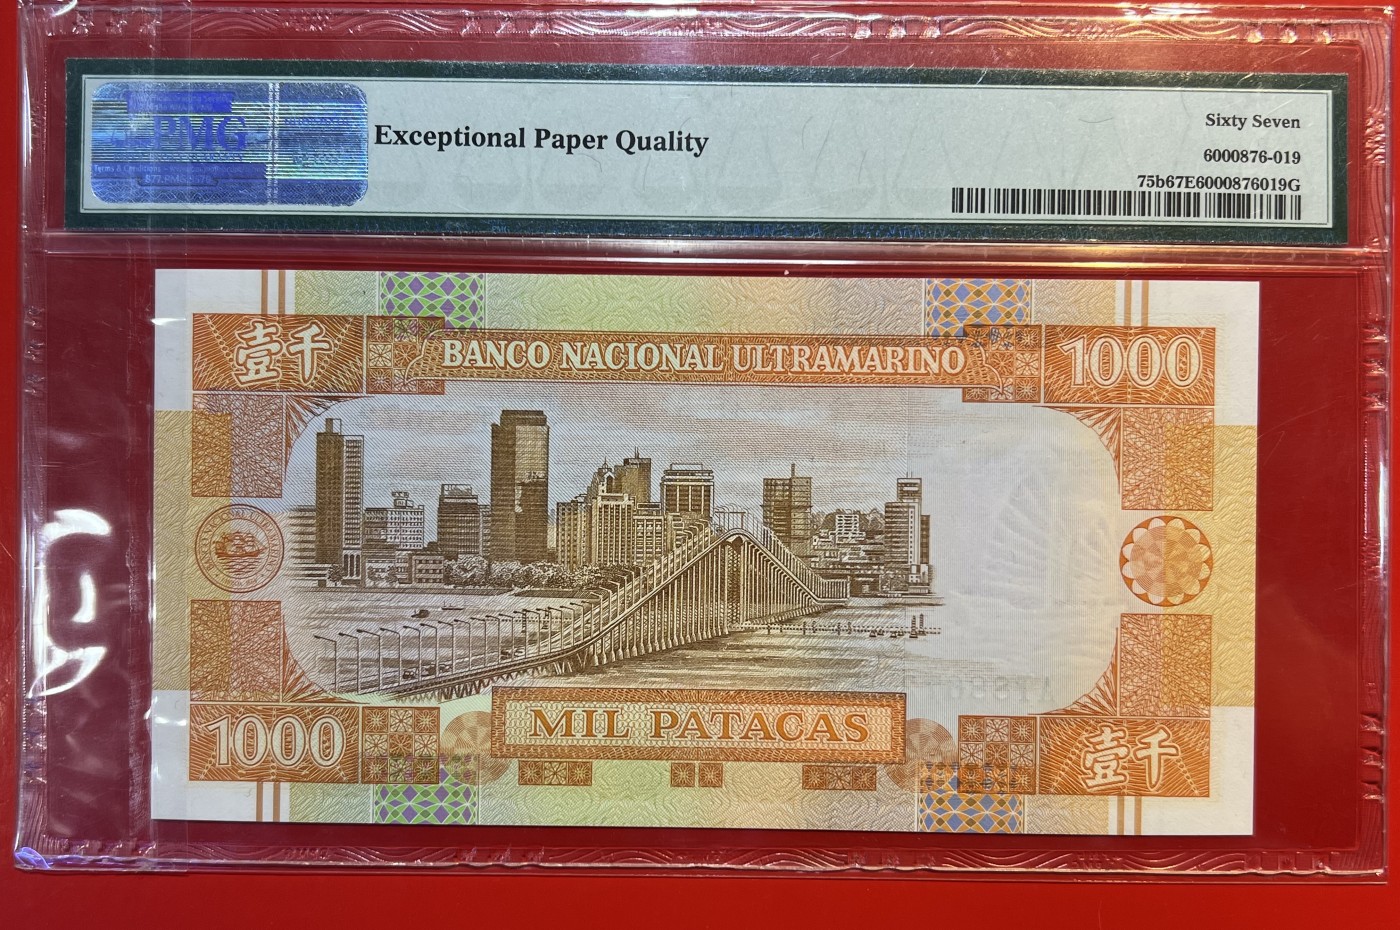 PMG
Exceptional Paper Quality
Sixty Seven
6000876-019
75b67E6000876019G
壹千
BANCO NACIONAL ULTRAMARINO
1000
MIL PATACAS
1000
壹千